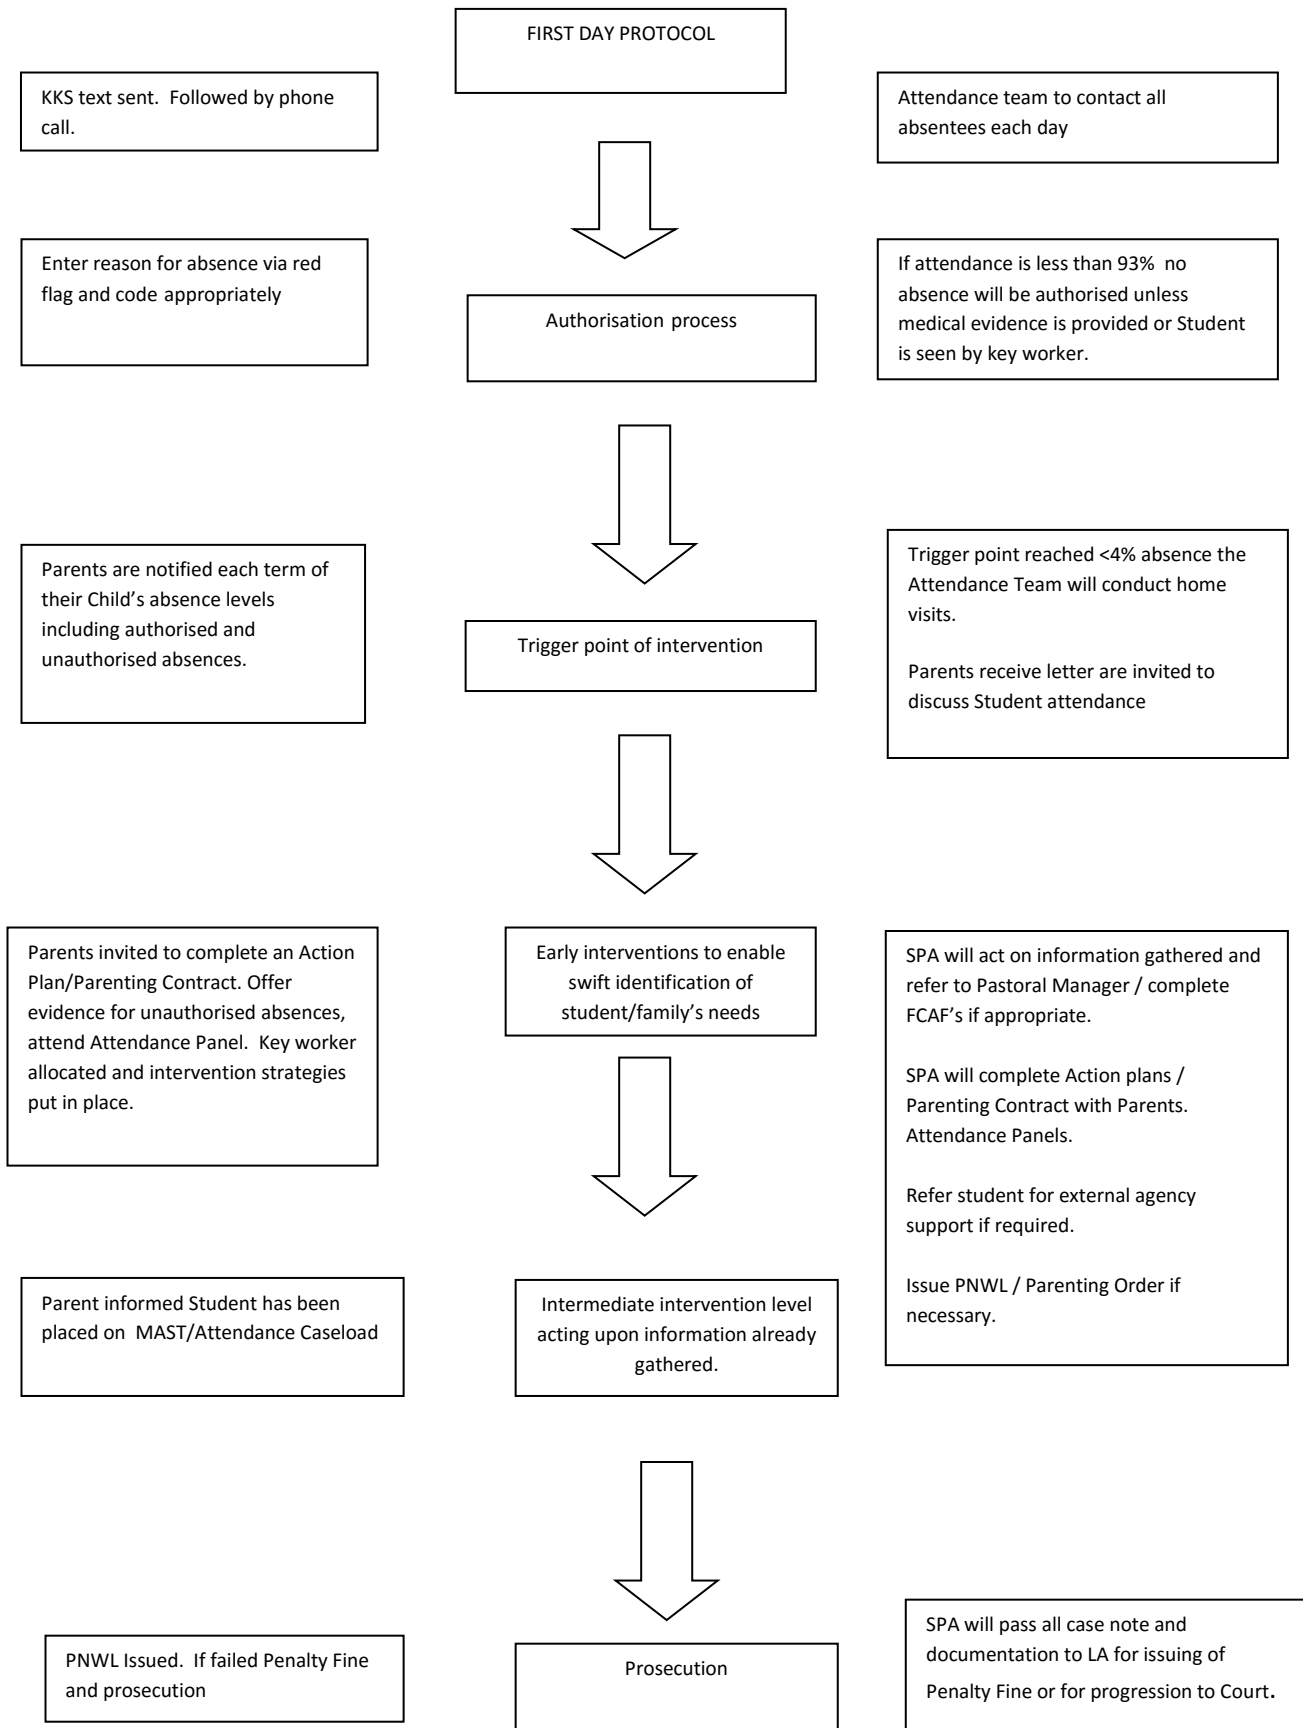 FIRST DAY PROTOCOL
KKS text sent.  Followed by phone
call.
Attendance team to contact all
absentees each day
Enter reason for absence via red
flag and code appropriately
Authorisation process
If attendance is less than 93%  no
absence will be authorised unless
medical evidence is provided or Student
is seen by key worker.
Parents are notified each term of
their Child’s absence levels
including authorised and
unauthorised absences.
Trigger point of intervention
Trigger point reached <4% absence the
Attendance Team will conduct home
visits.
Parents receive letter are invited to
discuss Student attendance
Parents invited to complete an Action
Plan/Parenting Contract. Offer
evidence for unauthorised absences,
attend Attendance Panel.  Key worker
allocated and intervention strategies
put in place.
Early interventions to enable
swift identification of
student/family’s needs
SPA will act on information gathered and
refer to Pastoral Manager / complete
FCAF’s if appropriate.
SPA will complete Action plans /
Parenting Contract with Parents.
Attendance Panels.
Refer student for external agency
support if required.
Issue PNWL / Parenting Order if
necessary.
Parent informed Student has been
placed on  MAST/Attendance Caseload
Intermediate intervention level
acting upon information already
gathered.
PNWL Issued.  If failed Penalty Fine
and prosecution
Prosecution
SPA will pass all case note and
documentation to LA for issuing of
Penalty Fine or for progression to Court.